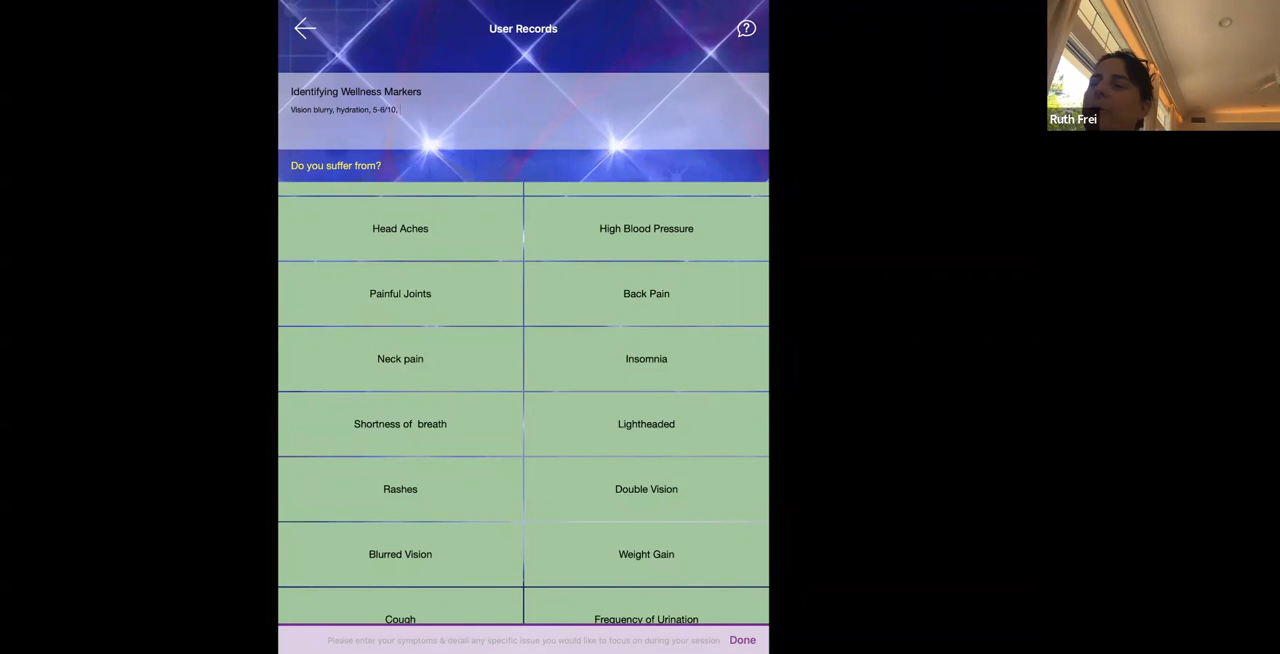 User Records
Identifying Wellness Markers
Vision blurry, hydration, 5-6/10.
Do you suffer from?
Head Aches
High Blood Pressure
Painful Joints
Back Pain
Neck pain
Insomnia
Shortness of breath
Lightheaded
Rashes
Double Vision
Blurred Vision
Weight Gain
Cough
Frequency of Urination
Please enter your symptoms & decall any specific issue you would like to focus on during your session
Done
Ruth Frei